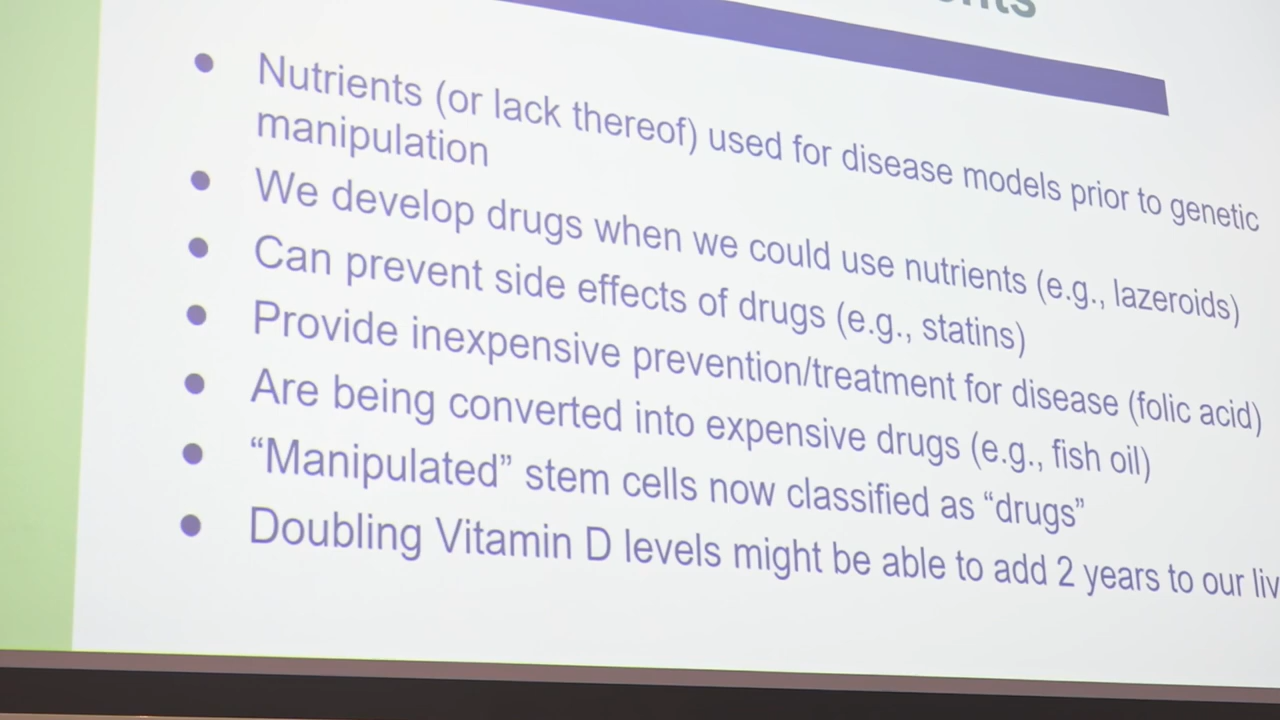 Nutrients (or lack thereof) used for disease models prior to genetic
manipulation
We develop drugs when we could use nutrients (e.g., lazeroids)
Can prevent side effects of drugs (e.g., statins)
Provide inexpensive prevention/treatment for disease (folic acid)
Are being converted into expensive drugs (e.g., fish oil)
“Manipulated” stem cells now classified as “drugs”
Doubling Vitamin D levels might be able to add 2 years to our